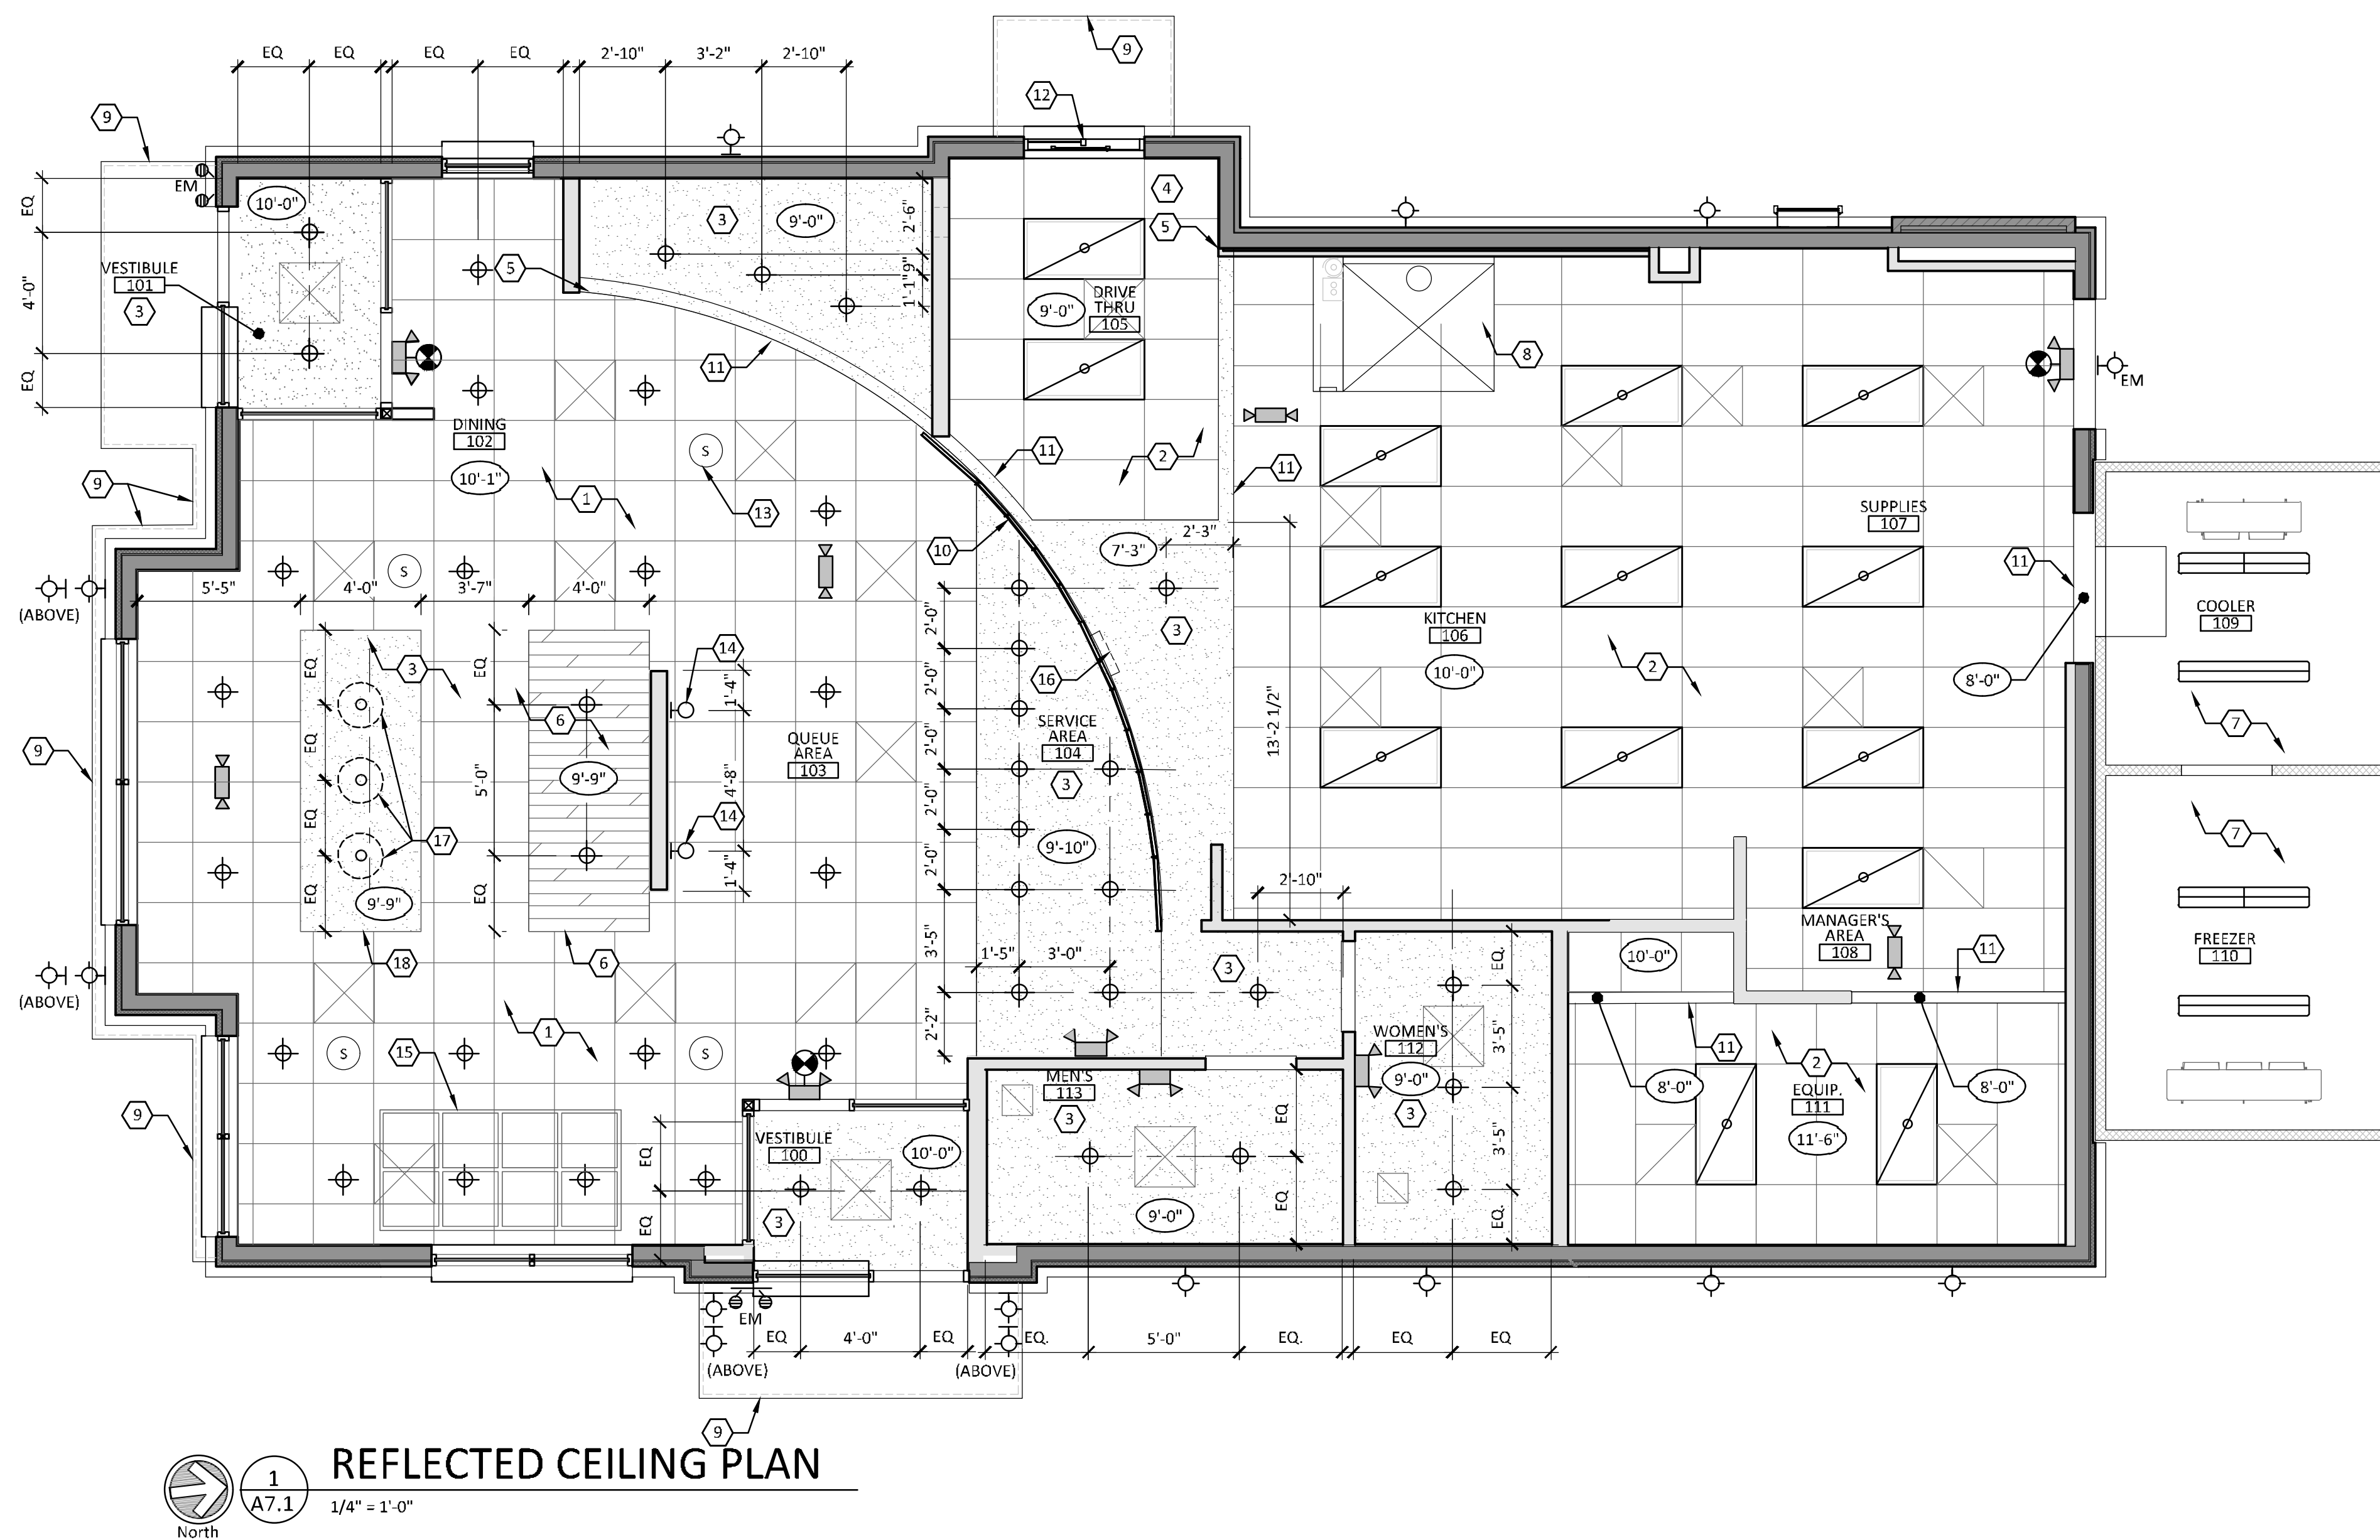 9
EQ
EQ
EQ
EQ
2'-10"
3'-2"
2'-10"
12
9
EM
10'-0"
3
9'-0"
2'-6"
9"
1'-1"
4
5
EQ
4'-0"
EQ
VESTIBULE
101
3
5
11
9'-0"
DRIVE
THRU
105
8
EM
DINING
102
10'-1"
S
11
2
11
9
1
13
SUPPLIES
107
10
7'-3"
2'-3"
11
S
(ABOVE)
5'-5"
4'-0"
3'-7"
4'-0"
2'-0"
3
KITCHEN
106
10'-0"
2
8'-0"
COOLER
109
EQ
EQ
3
14
1'-4"
2'-0"
16
13'-2 1/2"
6
7
9
EQ
5'-0"
9'-9"
QUEUE
AREA
103
4'-8"
2'-0"
SERVICE
AREA
104
3
EQ
17
14
2'-0"
9'-10"
7
EQ
9'-9"
EQ
1'-4"
2'-0"
2'-10"
MANAGER'S
AREA
108
18
6
3'-5"
1'-5"
3'-0"
3
EQ.
10'-0"
11
FREEZER
110
(ABOVE)
1
2'-2"
S
15
S
WOMEN'S
112
3'-5"
11
2
9
MEN'S
113
3
9'-0"
3
EQ
8'-0"
EQUIP.
111
11'-6"
8'-0"
EQ
VESTIBULE
100
10'-0"
3'-5"
EQ
3
9'-0"
EQ
EQ.
EM
(ABOVE)
EQ
4'-0"
EQ
(ABOVE)
EQ.
5'-0"
EQ.
EQ
EQ
9
1
A7.1
REFLECTED CEILING PLAN
1/4" = 1'-0"
North